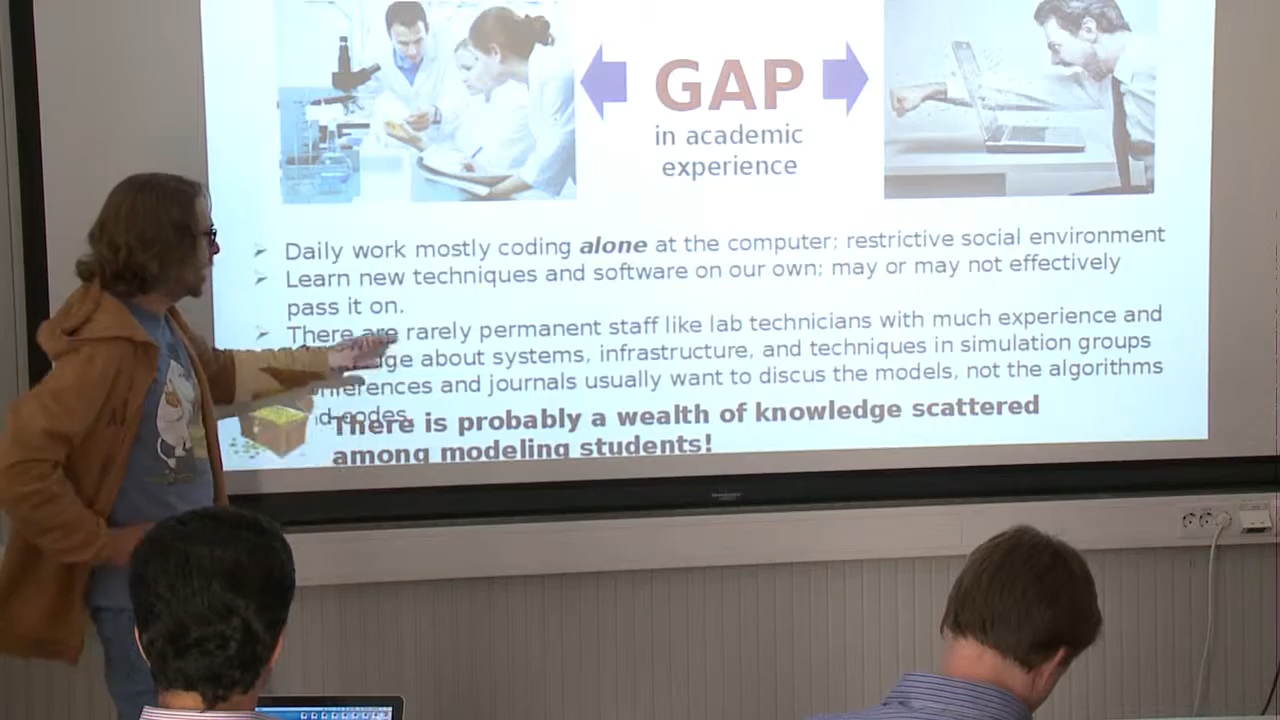 GAP
in academic
experience
Daily work mostly coding alone at the computer; restrictive social environment
Learn new techniques and software on our own; may or may not effectively
pass it on.
There are rarely permanent staff like lab technicians with much experience and
about systems, infrastructure, and techniques in simulation groups
and journals usually want to discus the models, not the algorithms
codes.
There is probably a wealth of knowledge scattered
among modeling students!